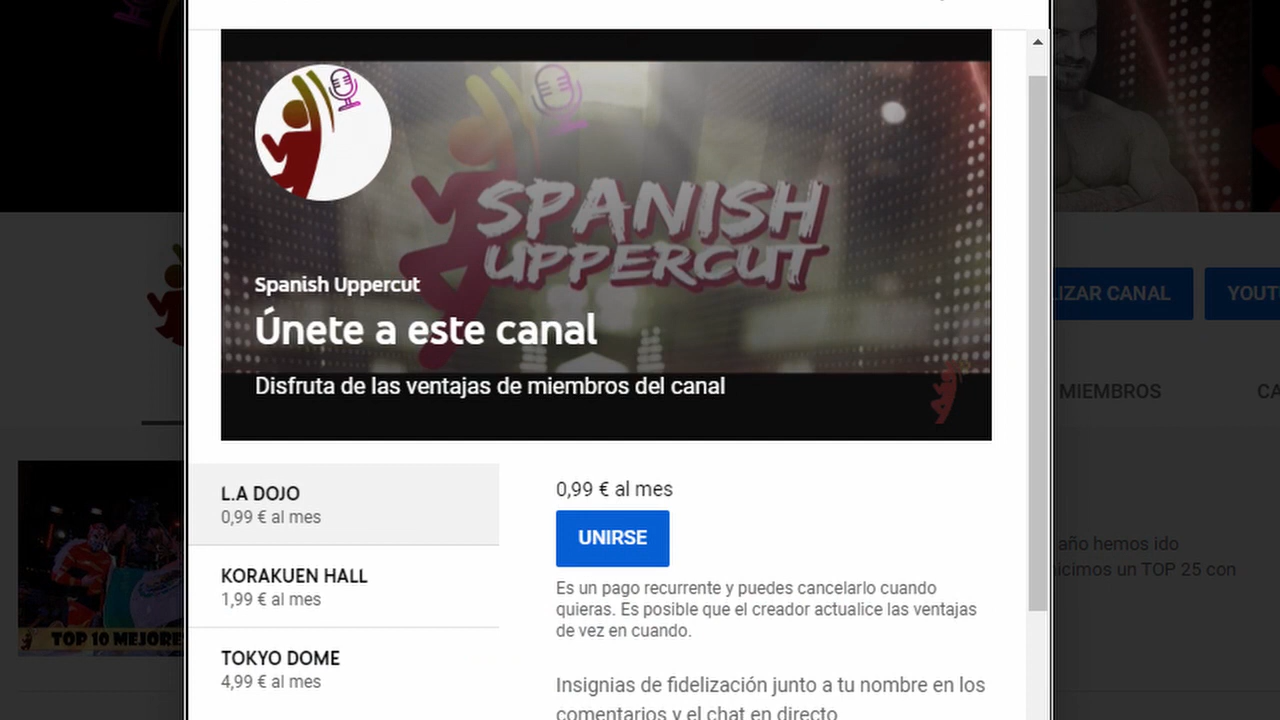 SPANISH
UPPERCUT
Spanish Uppercut
Únete a este canal
Disfruta de las ventajas de miembros del canal
IZAR CANAL
YOUT
MIEMBROS
CA
L.A DOJO
0,99 € al mes
KORAKUEN HALL
1,99 € al mes
TOKYO DOME
4,99 € al mes
0,99 € al mes
UNIRSE
Es un pago recurrente y puedes cancelarlo cuando
quieras. Es posible que el creador actualice las ventajas
de vez en cuando.
Insignias de fidelización junto a tu nombre en los
comentarios y el chat en directo
año hemos ido
icimos un TOP 25 con
TOP 10 MEJORE